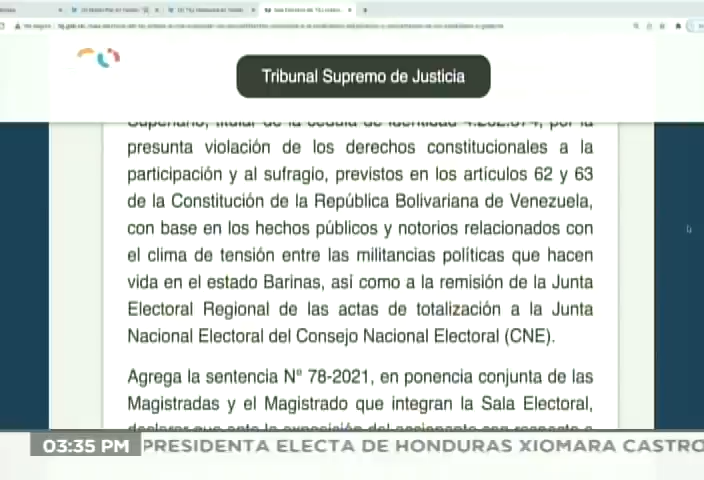 Tribunal Supremo de Justicia
presunta violación de los derechos constitucionales a la
participación y al sufragio, previstos en los artículos 62 y 63
de la Constitución de la República Bolivariana de Venezuela,
con base en los hechos públicos y notorios relacionados con
el clima de tensión entre las militancias políticas que hacen
vida en el estado Barinas, así como a la remisión de la Junta
Electoral Regional de las actas de totalización a la Junta
Nacional Electoral del Consejo Nacional Electoral (CNE).
Agrega la sentencia N° 78-2021, en ponencia conjunta de las
Magistradas y el Magistrado que integran la Sala Electoral,
03:35 PM PRESIDENTA ELECTA DE HONDURAS XIOMARA CASTRO